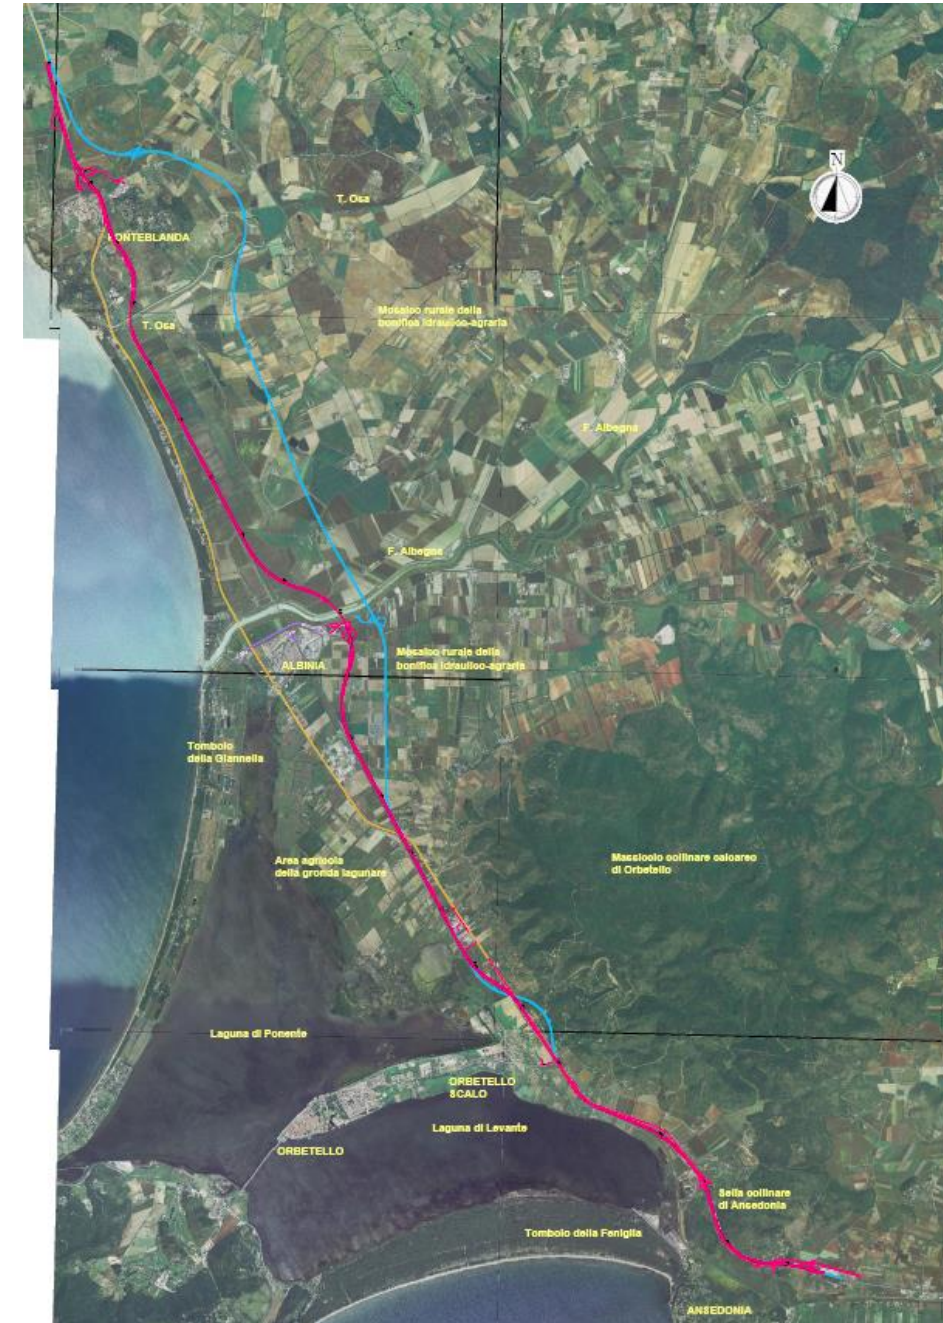 N
T. Osa
FONTEBLANDA
Mosaico rurale della
bonifica idraulico-agraria
T. Osa
F. Albegna
F. Albegna
ALBINIA
Mosaico rurale della
bonifica idraulico-agraria
Tombolo
della Giannella
Area agricola
della gronda lagunare
Massiccio collinare calcareo
di Orbetello
Laguna di Ponente
ORBETELLO
SCALO
Laguna di Levante
ORBETELLO
Sella collinare
di Ansedonia
Tombolo della Feniglia
ANSEDONIA